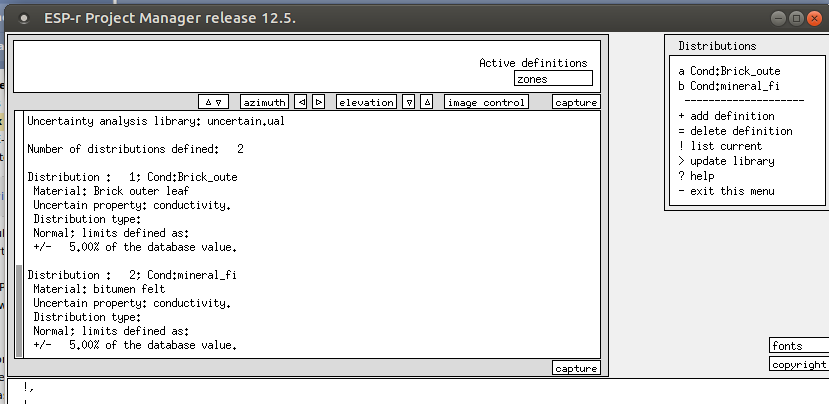 ESP-r Project Manager release 12.5.
Active definitions
zones
azimuth
elevation
image control
capture
Uncertainty analysis library: uncertain.ual
Number of distributions defined:   2
Distribution :   1; Cond:Brick_oute
Material: Brick outer leaf
Uncertain property: conductivity.
Distribution type:
Normal; limits defined as:
+/-   5.00% of the database value.
Distribution :   2; Cond:mineral_fi
Material: bitumen felt
Uncertain property: conductivity.
Distribution type:
Normal; limits defined as:
+/-   5.00% of the database value.
capture
Distributions
a Cond:Brick_oute
b Cond:mineral_fi
--------------------
+ add definition
= delete definition
! list current
> update library
? help
- exit this menu
fonts
copyright
!,